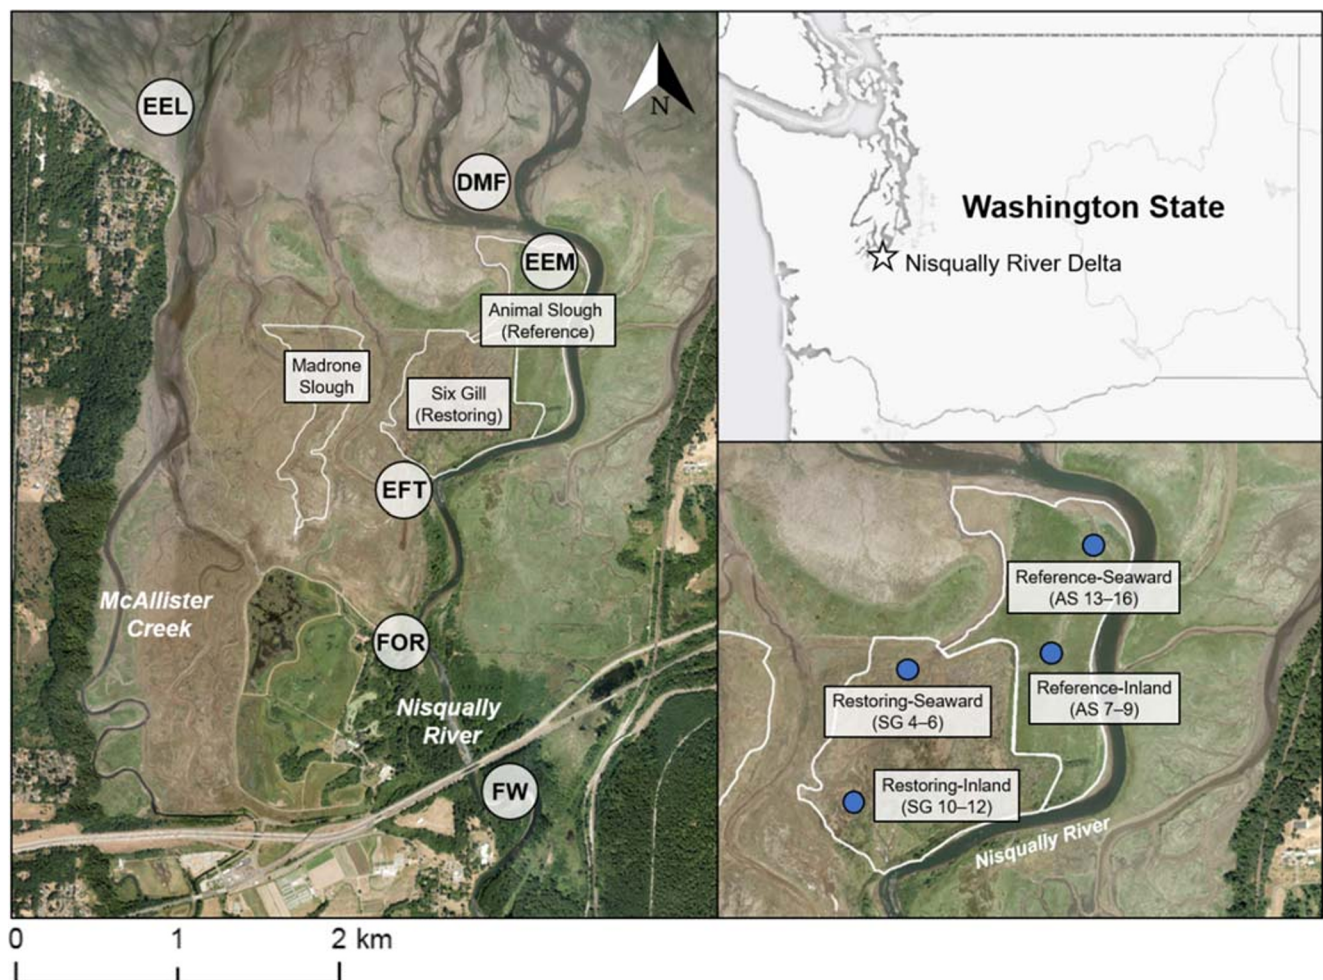 EEL
N
DMF
EEM
Animal Slough
(Reference)
Madrone
Slough
Six Gill
(Restoring)
EFT
McAllister
Creek
FOR
Nisqually
River
FW
0 1 2 km
Washington State
Nisqually River Delta
Reference-Seaward
(AS 13–16)
Reference-Inland
(AS 7–9)
Restoring-Seaward
(SG 4–6)
Restoring-Inland
(SG 10–12)
Nisqually River